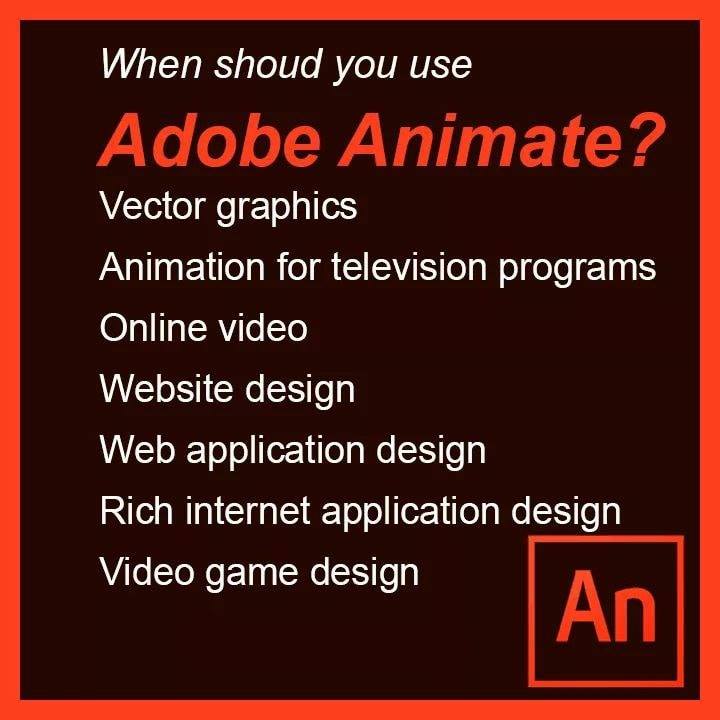 When shoud you use
Adobe Animate?
Vector graphics
Animation for television programs
Online video
Website design
Web application design
Rich internet application design
Video game design
An